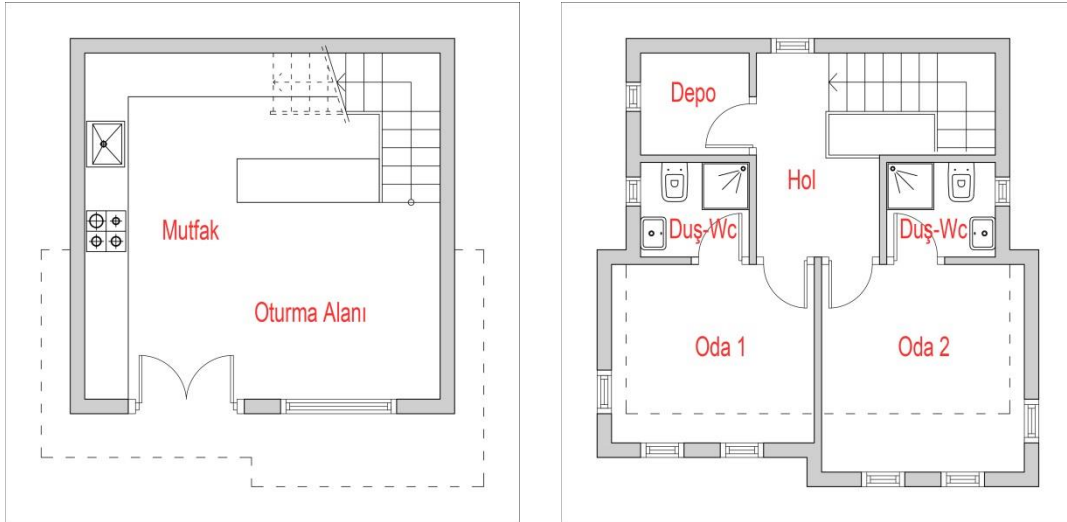 Mutfak
Oturma Alanı
Depo
Hol
Duş-Wc
Duş-Wc
Oda 1
Oda 2